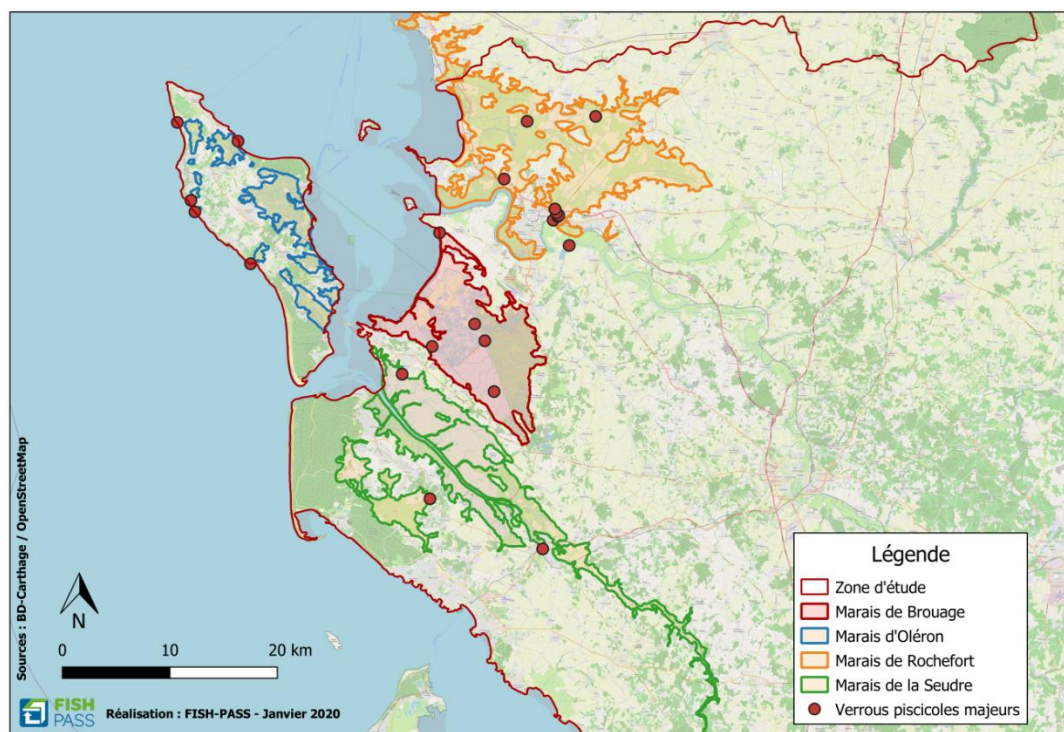 Légende
Zone d'étude
Marais de Brouage
Marais d'Oléron
Marais de Rochefort
Marais de la Seudre
Verrous piscicoles majeurs
Sources : BD-Carthage / OpenStreetMap
N
0 10 20 km
FISH
PASS
Réalisation : FISH-PASS - Janvier 2020